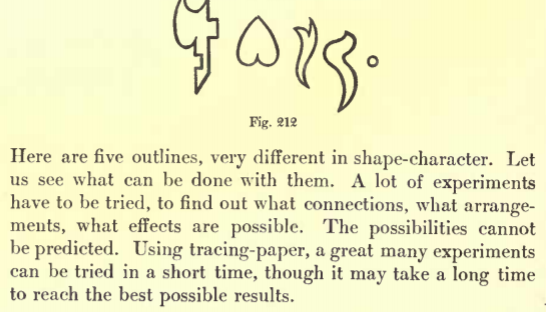 Fig. 212
Here are five outlines, very different in shape-character. Let
us see what can be done with them. A lot of experiments
have to be tried, to find out what connections, what arrange-
ments, what effects are possible. The possibilities cannot
be predicted. Using tracing-paper, a great many experiments
can be tried in a short time, though it may take a long time
to reach the best possible results.